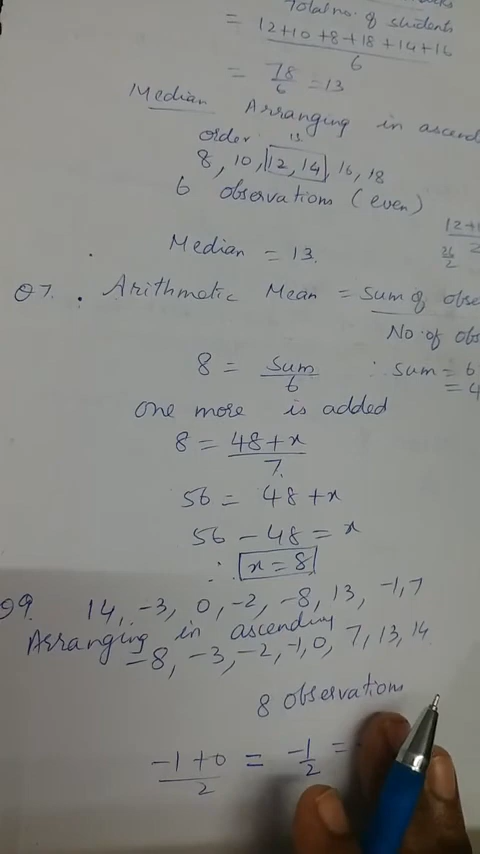 Total no. of students
= 12+10+8+18+14+16
6
= 78/6 = 13
Median Arranging in ascend
order 13
8, 10, 12, 14, 16, 18
6 observations (even)
12+
2
26
2
Median = 13.
Q7. Arithmatic Mean = Sum of obse
No. of obs
8 = Sum/6 ∴ sum = 6
= 4
one more is added
8 = 48+x
7.
56 = 48+x
56 - 48 = x
∴ x = 8
Q9. 14, -3, 0, -2, -8, 13, -1, 7
Arranging in ascending
-8, -3, -2, -1, 0, 7, 13, 14
8 observations
-1+0/2 = -1/2 =